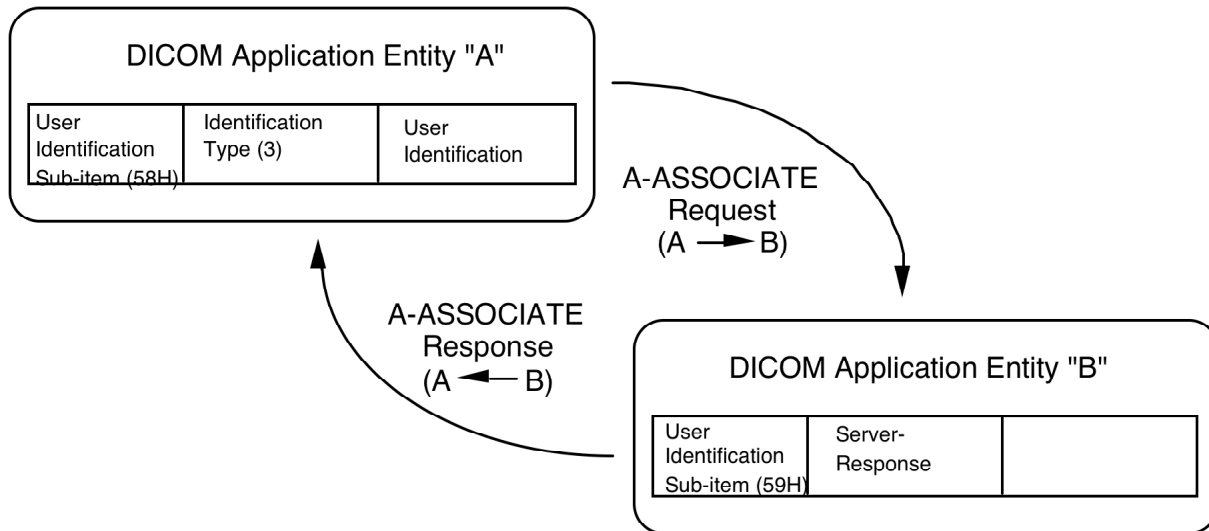 DICOM Application Entity "A"
User
Identification
Sub-item (58H)
Identification
Type (3)
User
Identification
A-ASSOCIATE
Request
(A B)
A-ASSOCIATE
Response
(A B)
DICOM Application Entity "B"
User
Identification
Sub-item (59H)
Server-
Response